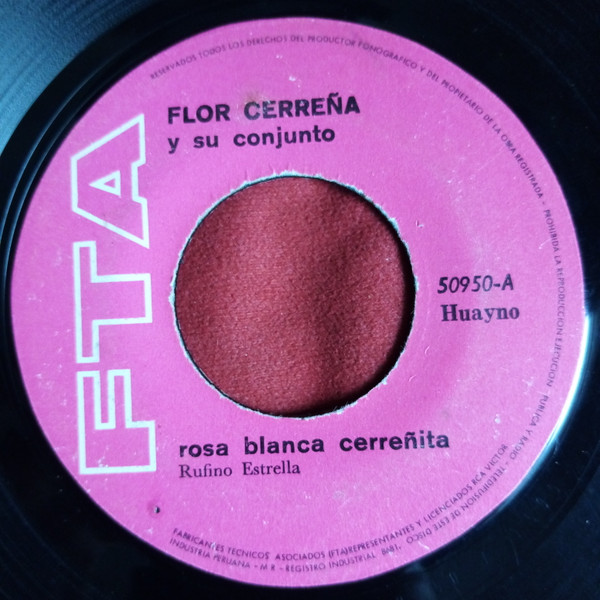 RESERVADOS TODOS LOS DERECHOS DEL PRODUCTOR FONOGRAFICO Y DEL PROPIETARIO DE LA OBRA REGISTRADA - PROHIBIDA LA REPRODUCCION EJECUCION - PUBLICA Y RADIO - TELEDIFUSION DE ESTE DISCO
FLOR CERREÑA
y su conjunto
FTA
50950-A
Huayno
rosa blanca cerreñita
Rufino Estrella
FABRICANTES TECNICOS ASOCIADOS (FTA) REPRESENTANTES Y LICENCIADOS RCA VICTOR
INDUSTRIA PERUANA - M R - REGISTRO INDUSTRIAL